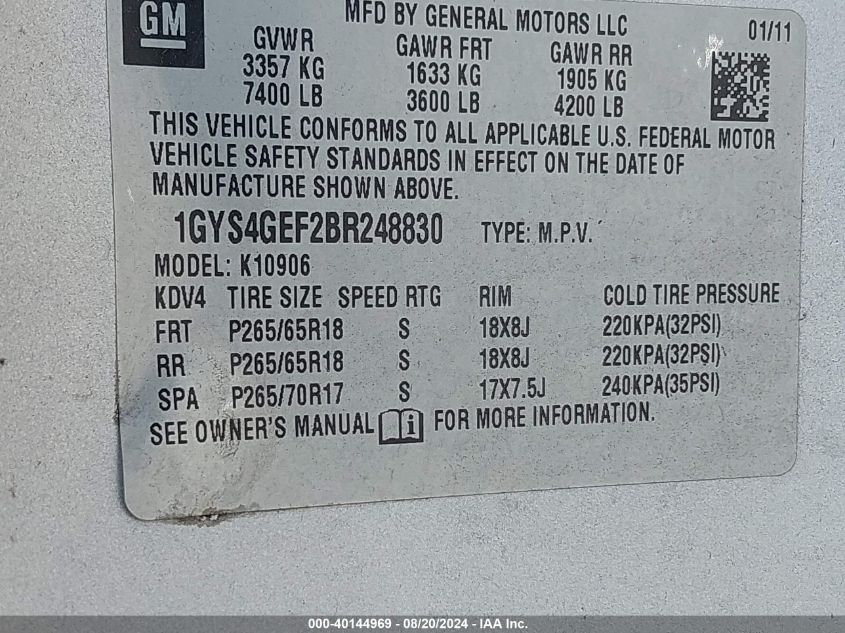 GM
MFD BY GENERAL MOTORS LLC
01/11
GVWR GAWR FRT GAWR RR
3357 KG 1633 KG 1905 KG
7400 LB 3600 LB 4200 LB
THIS VEHICLE CONFORMS TO ALL APPLICABLE U.S. FEDERAL MOTOR
VEHICLE SAFETY STANDARDS IN EFFECT ON THE DATE OF
MANUFACTURE SHOWN ABOVE.
1GYS4GEF2BR248830 TYPE: M.P.V.
MODEL: K10906
KDV4 TIRE SIZE SPEED RTG RIM COLD TIRE PRESSURE
FRT P265/65R18 S 18X8J 220KPA(32PSI)
RR P265/65R18 S 18X8J 220KPA(32PSI)
SPA P265/70R17 S 17X7.5J 240KPA(35PSI)
SEE OWNER'S MANUAL i FOR MORE INFORMATION.
000-40144969 - 08/20/2024 - IAA Inc.